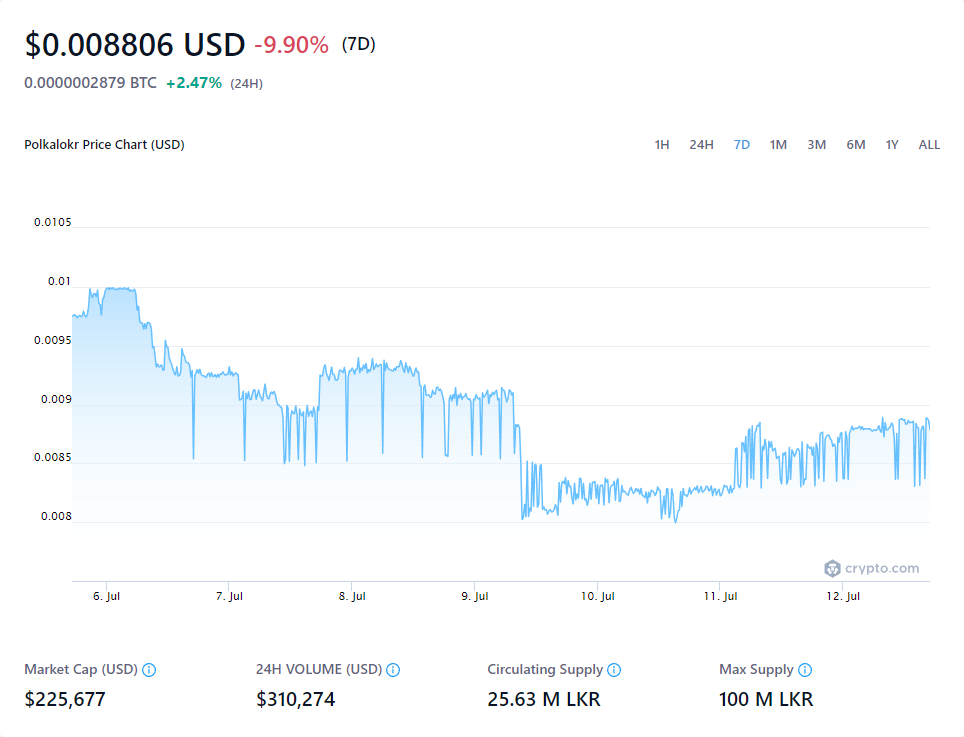 $0.008806 USD -9.90% (7D)
0.0000002879 BTC +2.47% (24H)
Polkalokr Price Chart (USD) 1H 24H 7D 1M 3M 6M 1Y ALL
0.0105
0.01
0.0095
0.009
0.0085
0.008
crypto.com
6. Jul 7. Jul 8. Jul 9. Jul 10. Jul 11. Jul 12. Jul
Market Cap (USD) 24H VOLUME (USD) Circulating Supply Max Supply
$225,677 $310,274 25.63 M LKR 100 M LKR